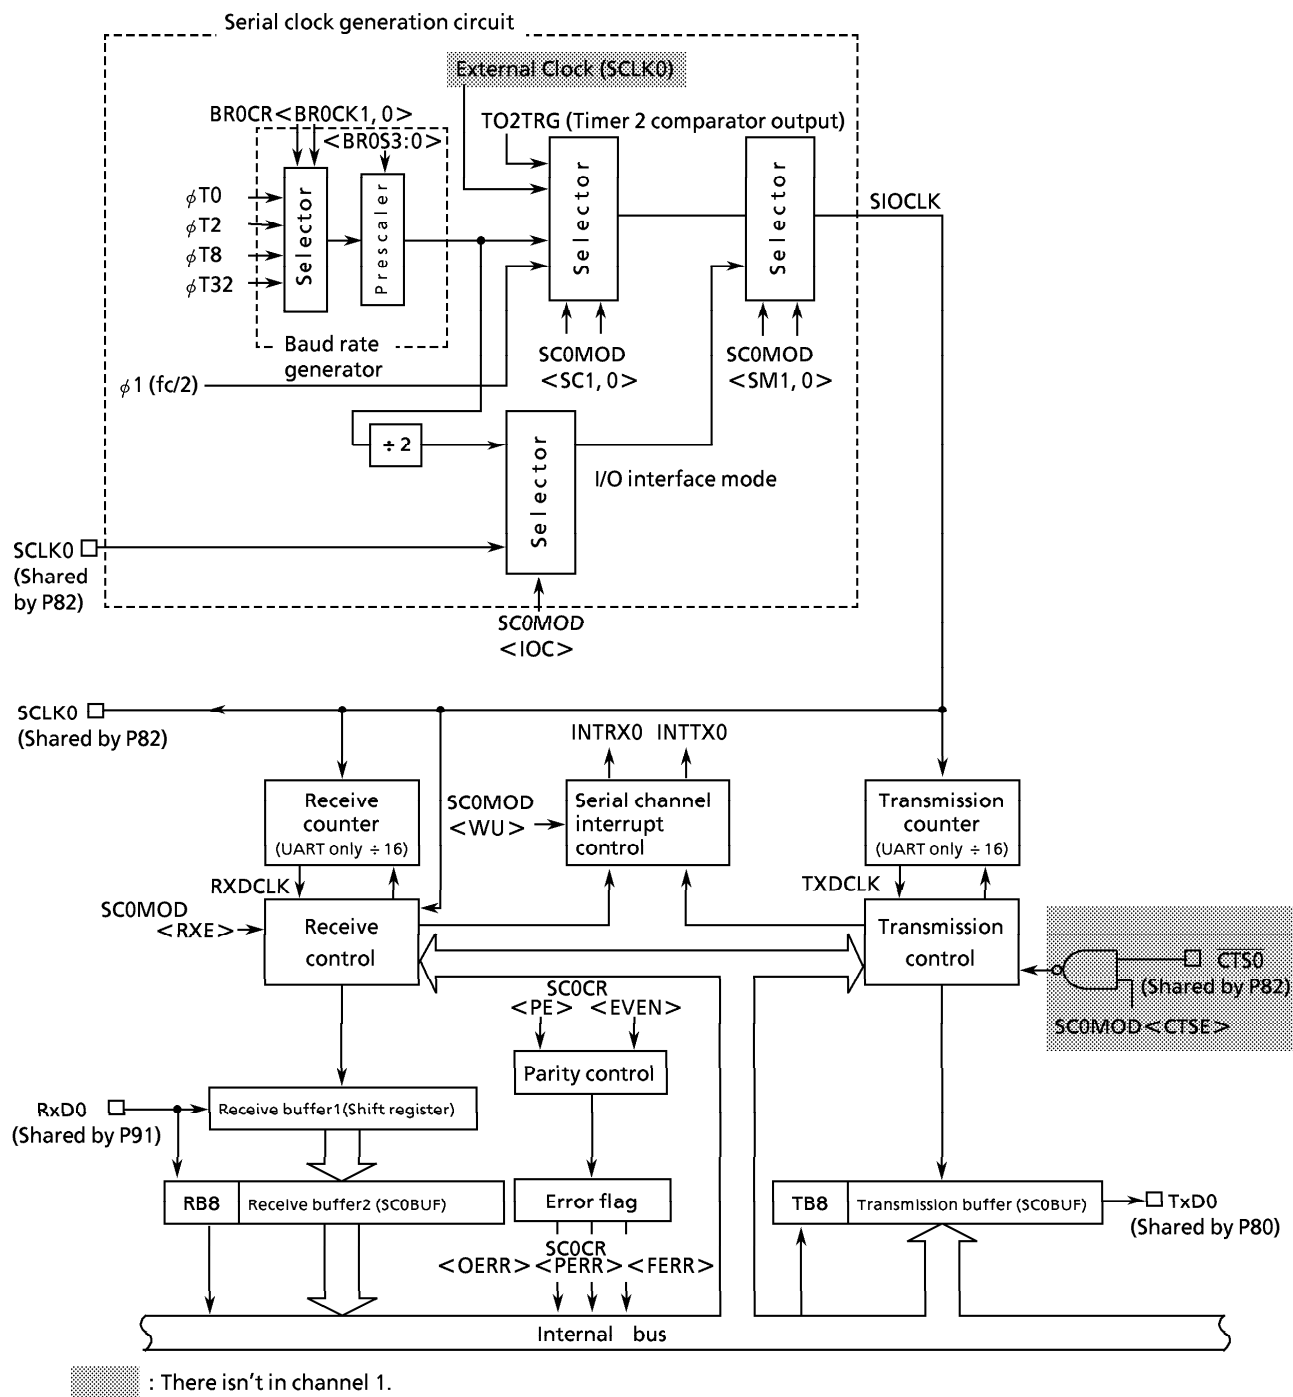 Serial clock generation circuit
External Clock (SCLK0)
BR0CR<BR0CK1, 0>
<BR0S3:0>
TO2TRG (Timer 2 comparator output)
ϕT0
ϕT2
ϕT8
ϕT32
Selector
Prescaler
Selector
Selector
SIOCLK
Baud rate
generator
SC0MOD
<SC1, 0>
SC0MOD
<SM1, 0>
ϕ1 (fc/2)
÷2
Selector
I/O interface mode
SCLK0
(Shared
by P82)
SC0MOD
<IOC>
SCLK0
(Shared by P82)
INTRX0 INTTX0
Receive
counter
(UART only ÷16)
SC0MOD
<WU>
Serial channel
interrupt
control
Transmission
counter
(UART only ÷16)
RXDCLK
TXDCLK
SC0MOD
<RXE>
Receive
control
Transmission
control
CTS0
(Shared by P82)
SC0MOD<CTSE>
SC0CR
<PE> <EVEN>
Parity control
RxD0
(Shared by P91)
Receive buffer1(Shift register)
RB8 Receive buffer2 (SC0BUF)
Error flag
TB8 Transmission buffer (SC0BUF)
TxD0
(Shared by P80)
SC0CR
<OERR> <PERR> <FERR>
Internal bus
: There isn't in channel 1.